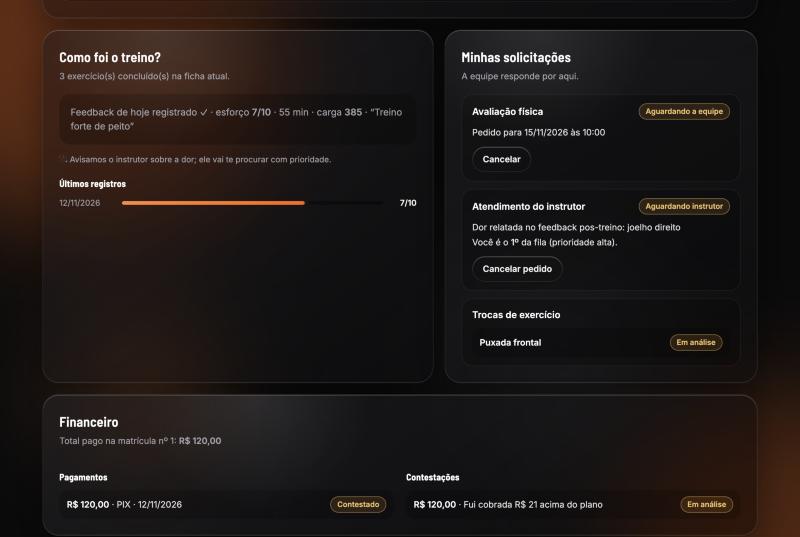 Como foi o treino?
3 exercício(s) concluído(s) na ficha atual.
Feedback de hoje registrado ✓ · esforço 7/10 · 55 min · carga 385 · “Treino
forte de peito”
Avisamos o instrutor sobre a dor; ele vai te procurar com prioridade.
Últimos registros
12/11/2026 7/10
Minhas solicitações
A equipe responde por aqui.
Avaliação física Aguardando a equipe
Pedido para 15/11/2026 às 10:00
Cancelar
Atendimento do instrutor Aguardando instrutor
Dor relatada no feedback pos-treino: joelho direito
Você é o 1º da fila (prioridade alta).
Cancelar pedido
Trocas de exercício
Puxada frontal Em análise
Financeiro
Total pago na matrícula nº 1: R$ 120,00
Pagamentos
R$ 120,00 · PIX · 12/11/2026 Contestado
Contestações
R$ 120,00 · Fui cobrada R$ 21 acima do plano Em análise